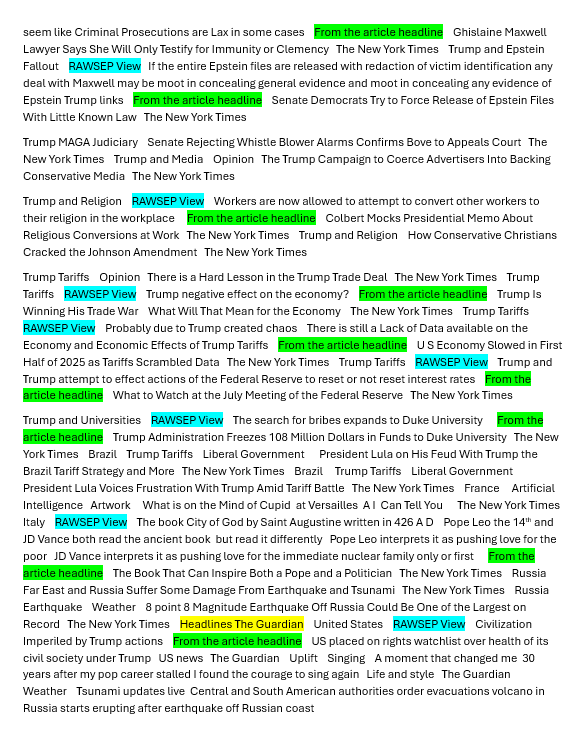 seem like Criminal Prosecutions are Lax in some cases From the article headline Ghislaine Maxwell
Lawyer Says She Will Only Testify for Immunity or Clemency The New York Times Trump and Epstein
Fallout RAWSEP View If the entire Epstein files are released with redaction of victim identification any
deal with Maxwell may be moot in concealing general evidence and moot in concealing any evidence of
Epstein Trump links From the article headline Senate Democrats Try to Force Release of Epstein Files
With Little Known Law The New York Times
Trump MAGA Judiciary Senate Rejecting Whistle Blower Alarms Confirms Bove to Appeals Court The
New York Times Trump and Media Opinion The Trump Campaign to Coerce Advertisers Into Backing
Conservative Media The New York Times
Trump and Religion RAWSEP View Workers are now allowed to attempt to convert other workers to
their religion in the workplace From the article headline Colbert Mocks Presidential Memo About
Religious Conversions at Work The New York Times Trump and Religion How Conservative Christians
Cracked the Johnson Amendment The New York Times
Trump Tariffs Opinion There is a Hard Lesson in the Trump Trade Deal The New York Times Trump
Tariffs RAWSEP View Trump negative effect on the economy? From the article headline Trump Is
Winning His Trade War What Will That Mean for the Economy The New York Times Trump Tariffs
RAWSEP View Probably due to Trump created chaos There is still a Lack of Data available on the
Economy and Economic Effects of Trump Tariffs From the article headline U S Economy Slowed in First
Half of 2025 as Tariffs Scrambled Data The New York Times Trump Tariffs RAWSEP View Trump and
Trump attempt to effect actions of the Federal Reserve to reset or not reset interest rates From the
article headline What to Watch at the July Meeting of the Federal Reserve The New York Times
Trump and Universities RAWSEP View The search for bribes expands to Duke University From the
article headline Trump Administration Freezes 108 Million Dollars in Funds to Duke University The New
York Times Brazil Trump Tariffs Liberal Government President Lula on His Feud With Trump the
Brazil Tariff Strategy and More The New York Times Brazil Trump Tariffs Liberal Government
President Lula Voices Frustration With Trump Amid Tariff Battle The New York Times France Artificial
Intelligence Artwork What is on the Mind of Cupid at Versailles A I Can Tell You The New York Times
Italy RAWSEP View The book City of God by Saint Augustine written in 426 A D Pope Leo the 14th and
JD Vance both read the ancient book but read it differently Pope Leo interprets it as pushing love for the
poor JD Vance interprets it as pushing love for the immediate nuclear family only or first From the
article headline The Book That Can Inspire Both a Pope and a Politician The New York Times Russia
Far East and Russia Suffer Some Damage From Earthquake and Tsunami The New York Times Russia
Earthquake Weather 8 point 8 Magnitude Earthquake Off Russia Could Be One of the Largest on
Record The New York Times Headlines The Guardian United States RAWSEP View Civilization
Imperiled by Trump actions From the article headline US placed on rights watchlist over health of its
civil society under Trump US news The Guardian Uplift Singing A moment that changed me 30
years after my pop career stalled I found the courage to sing again Life and style The Guardian
Weather Tsunami updates live Central and South American authorities order evacuations volcano in
Russia starts erupting after earthquake off Russian coast